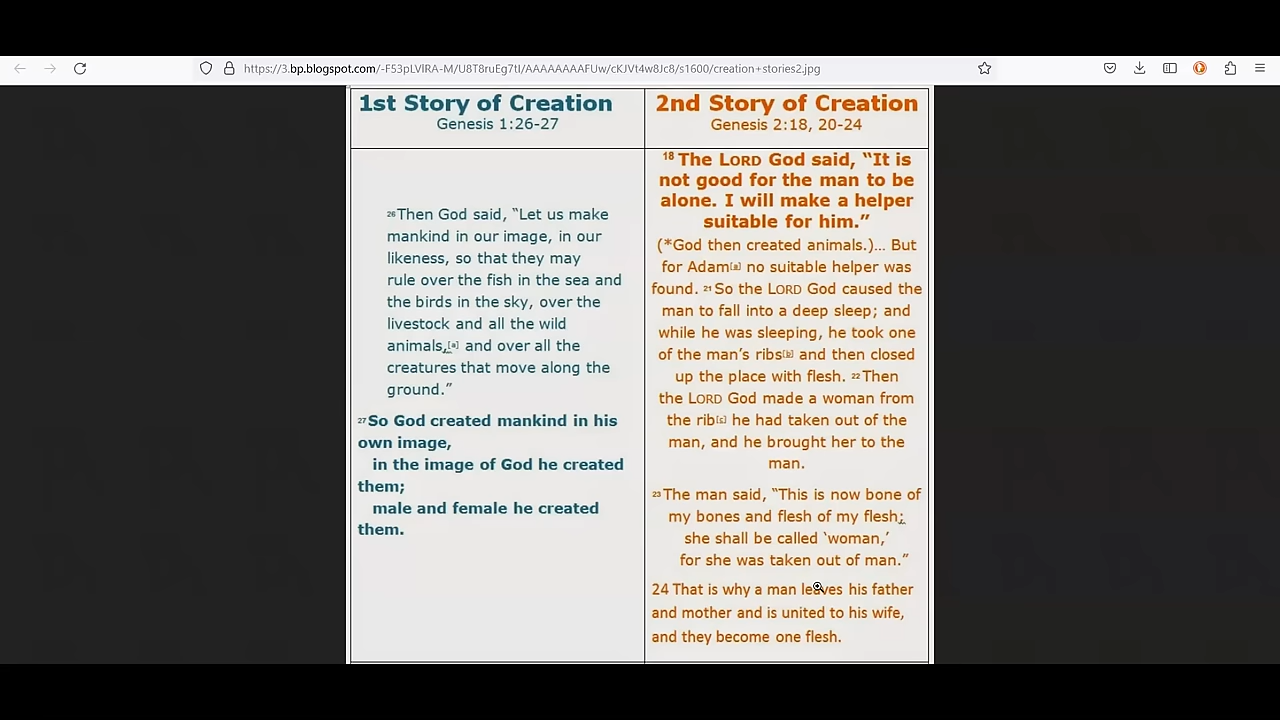 https://3.bp.blogspot.com/-F53pLVlRA-M/U8T8ruEg7tI/AAAAAAAAFUw/cKJVt4w8Jc8/s1600/creation+stories2.jpg
1st Story of Creation
Genesis 1:26-27
26Then God said, “Let us make
mankind in our image, in our
likeness, so that they may
rule over the fish in the sea and
the birds in the sky, over the
livestock and all the wild
animals,[a] and over all the
creatures that move along the
ground.”
27So God created mankind in his
own image,
in the image of God he created
them;
male and female he created
them.
2nd Story of Creation
Genesis 2:18, 20-24
18 The LORD God said, “It is
not good for the man to be
alone. I will make a helper
suitable for him.”
(*God then created animals.)… But
for Adam[a] no suitable helper was
found. 21 So the LORD God caused the
man to fall into a deep sleep; and
while he was sleeping, he took one
of the man’s ribs[b] and then closed
up the place with flesh. 22 Then
the LORD God made a woman from
the rib[c] he had taken out of the
man, and he brought her to the
man.
23 The man said, “This is now bone of
my bones and flesh of my flesh;
she shall be called ‘woman,’
for she was taken out of man.”
24 That is why a man leaves his father
and mother and is united to his wife,
and they become one flesh.